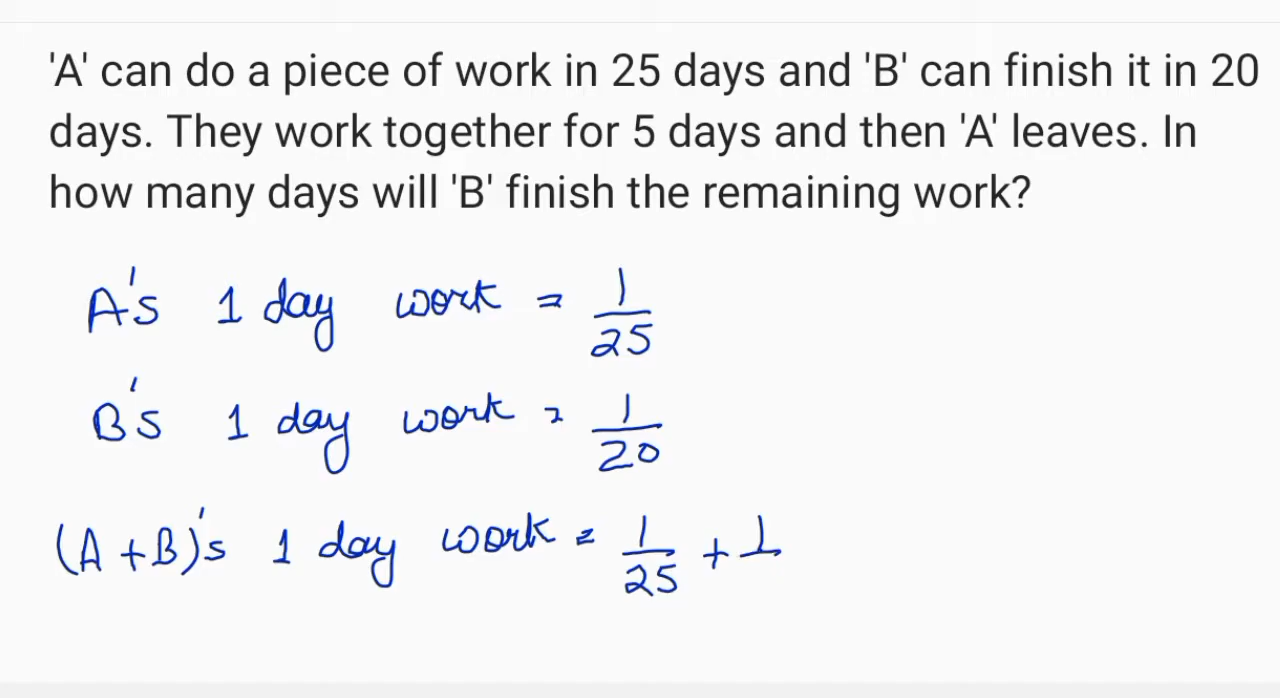 'A' can do a piece of work in 25 days and 'B' can finish it in 20
days. They work together for 5 days and then 'A' leaves. In
how many days will 'B' finish the remaining work?
A's 1 day work = 1/25
B's 1 day work = 1/20
(A+B)'s 1 day work = 1/25 + 1